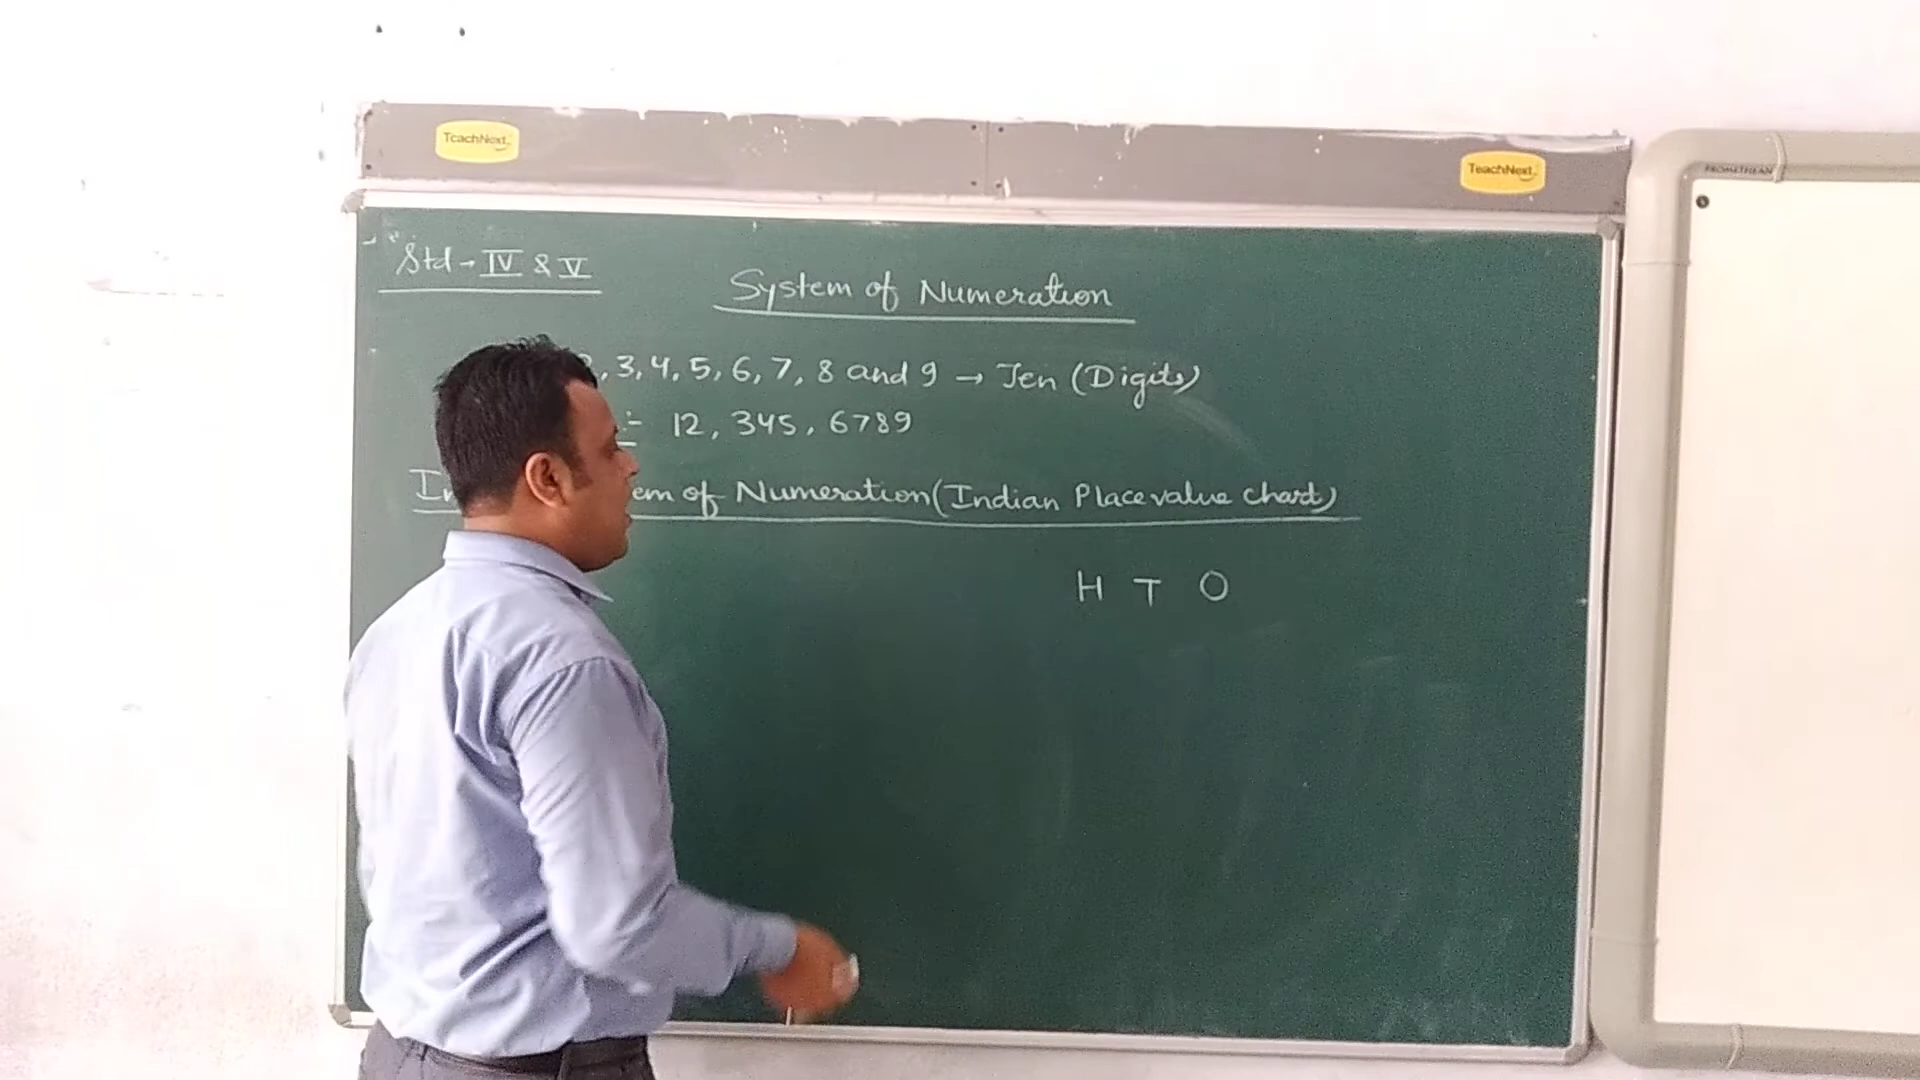 TeachNext
TeachNext
PROMETHEAN
Std - IV & V
System of Numeration
, 3, 4, 5, 6, 7, 8 and 9 → Ten (Digits)
12, 345, 6789
em of Numeration (Indian Place value chart)
H T O